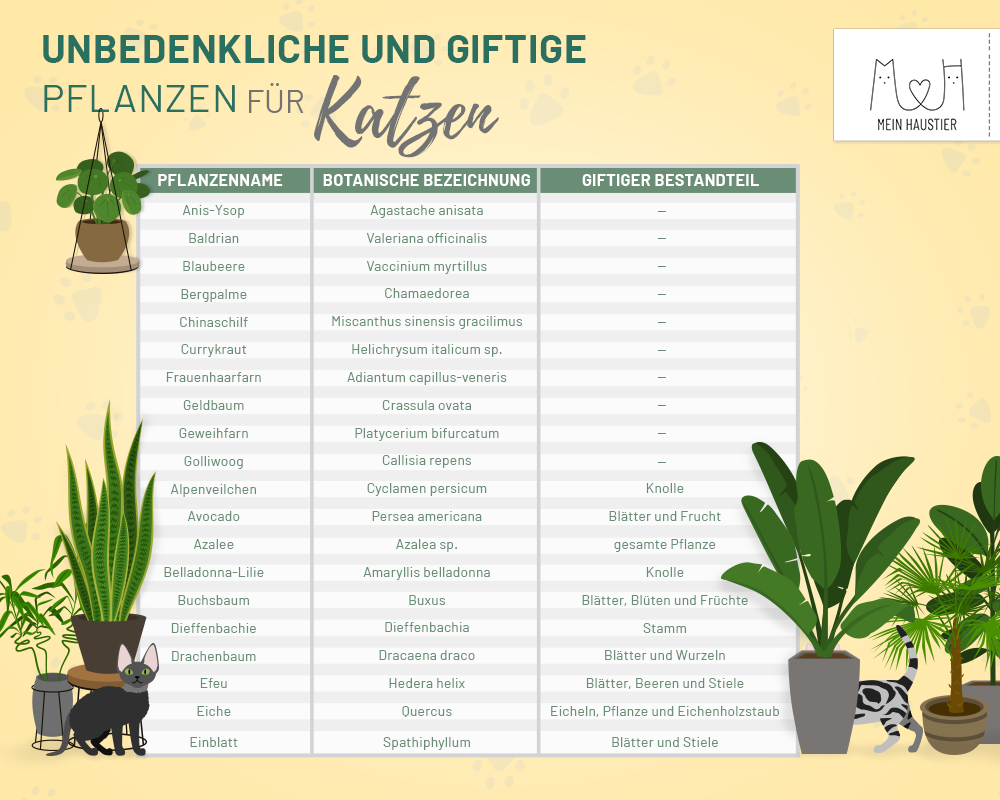 UNBEDENKLICHE UND GIFTIGE
PFLANZEN FÜR Katzen
MEIN HAUSTIER
PFLANZENNAME BOTANISCHE BEZEICHNUNG GIFTIGER BESTANDTEIL
Anis-Ysop Agastache anisata –
Baldrian Valeriana officinalis –
Blaubeere Vaccinium myrtillus –
Bergpalme Chamaedorea –
Chinaschilf Miscanthus sinensis gracilimus –
Currykraut Helichrysum italicum sp. –
Frauenhaarfarn Adiantum capillus-veneris –
Geldbaum Crassula ovata –
Geweihfarn Platycerium bifurcatum –
Golliwoog Callisia repens –
Alpenveilchen Cyclamen persicum Knolle
Avocado Persea americana Blätter und Frucht
Azalee Azalea sp. gesamte Pflanze
Belladonna-Lilie Amaryllis belladonna Knolle
Buchsbaum Buxus Blätter, Blüten und Früchte
Dieffenbachie Dieffenbachia Stamm
Drachenbaum Dracaena draco Blätter und Wurzeln
Efeu Hedera helix Blätter, Beeren und Stiele
Eiche Quercus Eicheln, Pflanze und Eichenholzstaub
Einblatt Spathiphyllum Blätter und Stiele